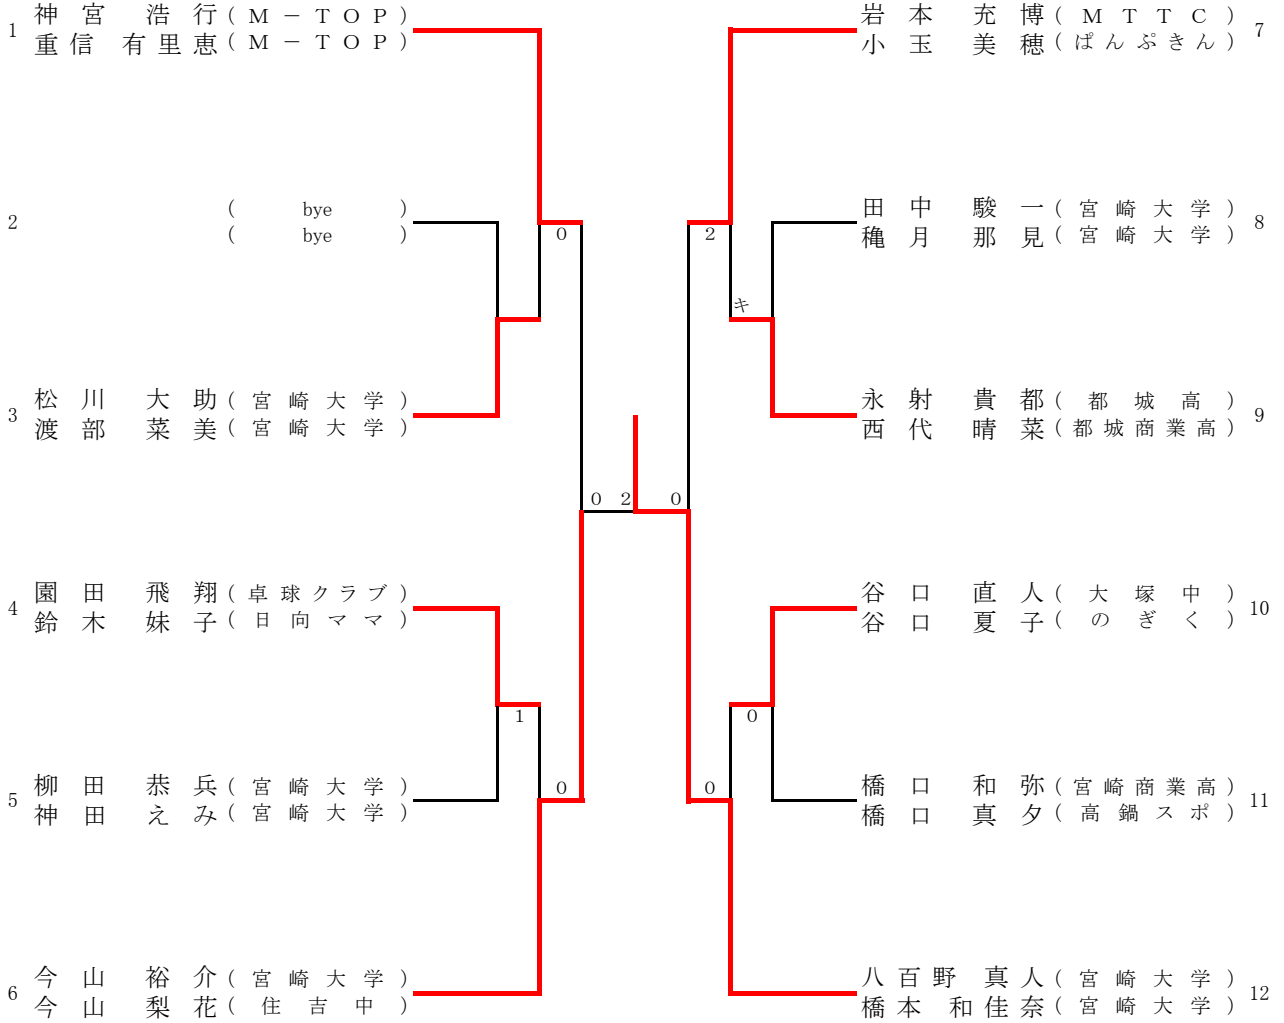 1 神宮 浩行 (M－TOP)
重信 有里恵 (M－TOP)
2 ( bye )
( bye )
3 松川 大助 (宮崎大学)
渡部 菜美 (宮崎大学)
4 園田 飛翔 (卓球クラブ)
鈴木 妹子 (日向ママ)
5 柳田 恭兵 (宮崎大学)
神田 えみ (宮崎大学)
6 今山 裕介 (宮崎大学)
今山 梨花 (住吉中)
0
1
0
0 2 0
2
キ
0
0
岩本 充博 (MTTC) 7
小玉 美穂 (ぱんぷきん)
田中 駿一 (宮崎大学) 8
穐月 那見 (宮崎大学)
永射 貴都 (都城高) 9
西代 晴菜 (都城商業高)
谷口 直人 (大塚中) 10
谷口 夏子 (のぎく)
橋口 和弥 (宮崎商業高) 11
橋口 真夕 (高鍋スポ)
八百野 真人 (宮崎大学) 12
橋本 和佳奈 (宮崎大学)